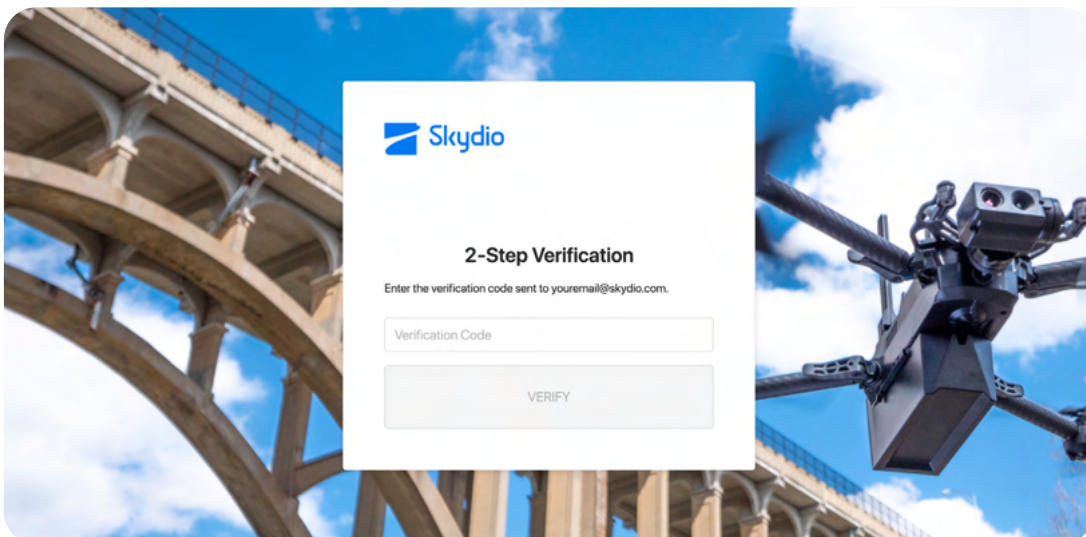 Skydio
2-Step Verification
Enter the verification code sent to youremail@skydio.com.
Verification Code
VERIFY